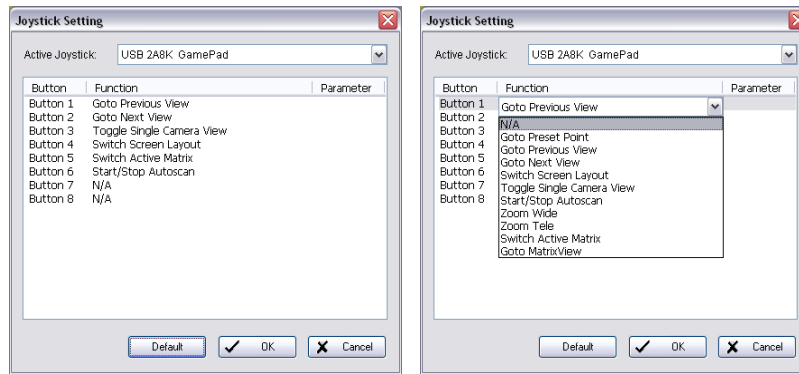 Joystick Setting
Active Joystick: USB 2A8K GamePad
Button Function Parameter
Button 1 Goto Previous View
Button 2 Goto Next View
Button 3 Toggle Single Camera View
Button 4 Switch Screen Layout
Button 5 Switch Active Matrix
Button 6 Start/Stop Autoscan
Button 7 N/A
Button 8 N/A
Default OK Cancel
Joystick Setting
Active Joystick: USB 2A8K GamePad
Button Function Parameter
Button 1 Goto Previous View
Button 2 N/A
Button 3 Goto Preset Point
Button 4 Goto Previous View
Button 5 Goto Next View
Button 6 Switch Screen Layout
Button 7 Toggle Single Camera View
Button 8 Start/Stop Autoscan
Zoom Wide
Zoom Tele
Switch Active Matrix
Goto MatrixView
Default OK Cancel